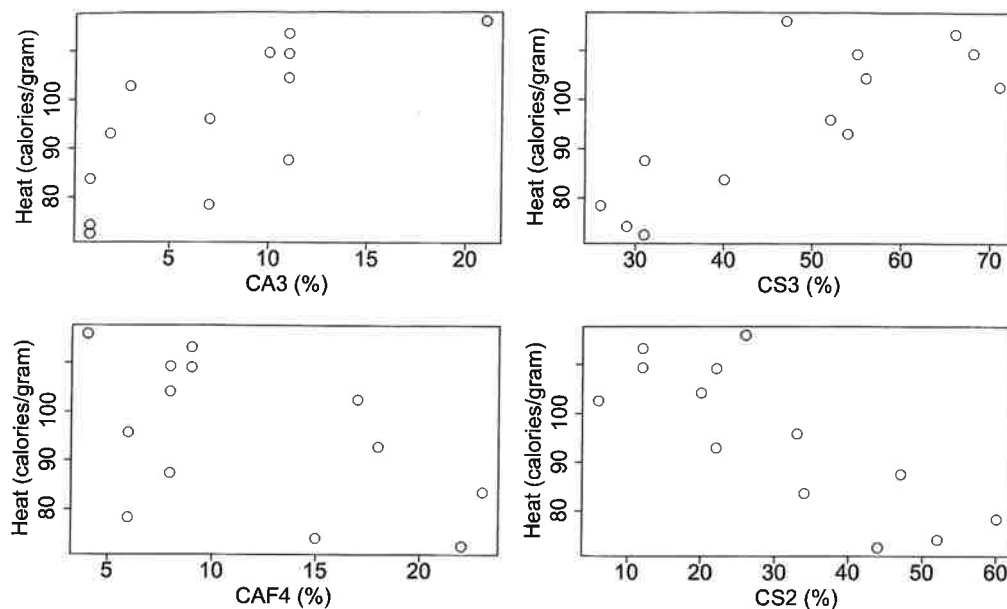 Heat (calories/gram)
80 90 100
5 10 15 20
CA3 (%)
Heat (calories/gram)
80 90 100
30 40 50 60 70
CS3 (%)
Heat (calories/gram)
80 90 100
5 10 15 20
CAF4 (%)
Heat (calories/gram)
80 90 100
10 20 30 40 50 60
CS2 (%)